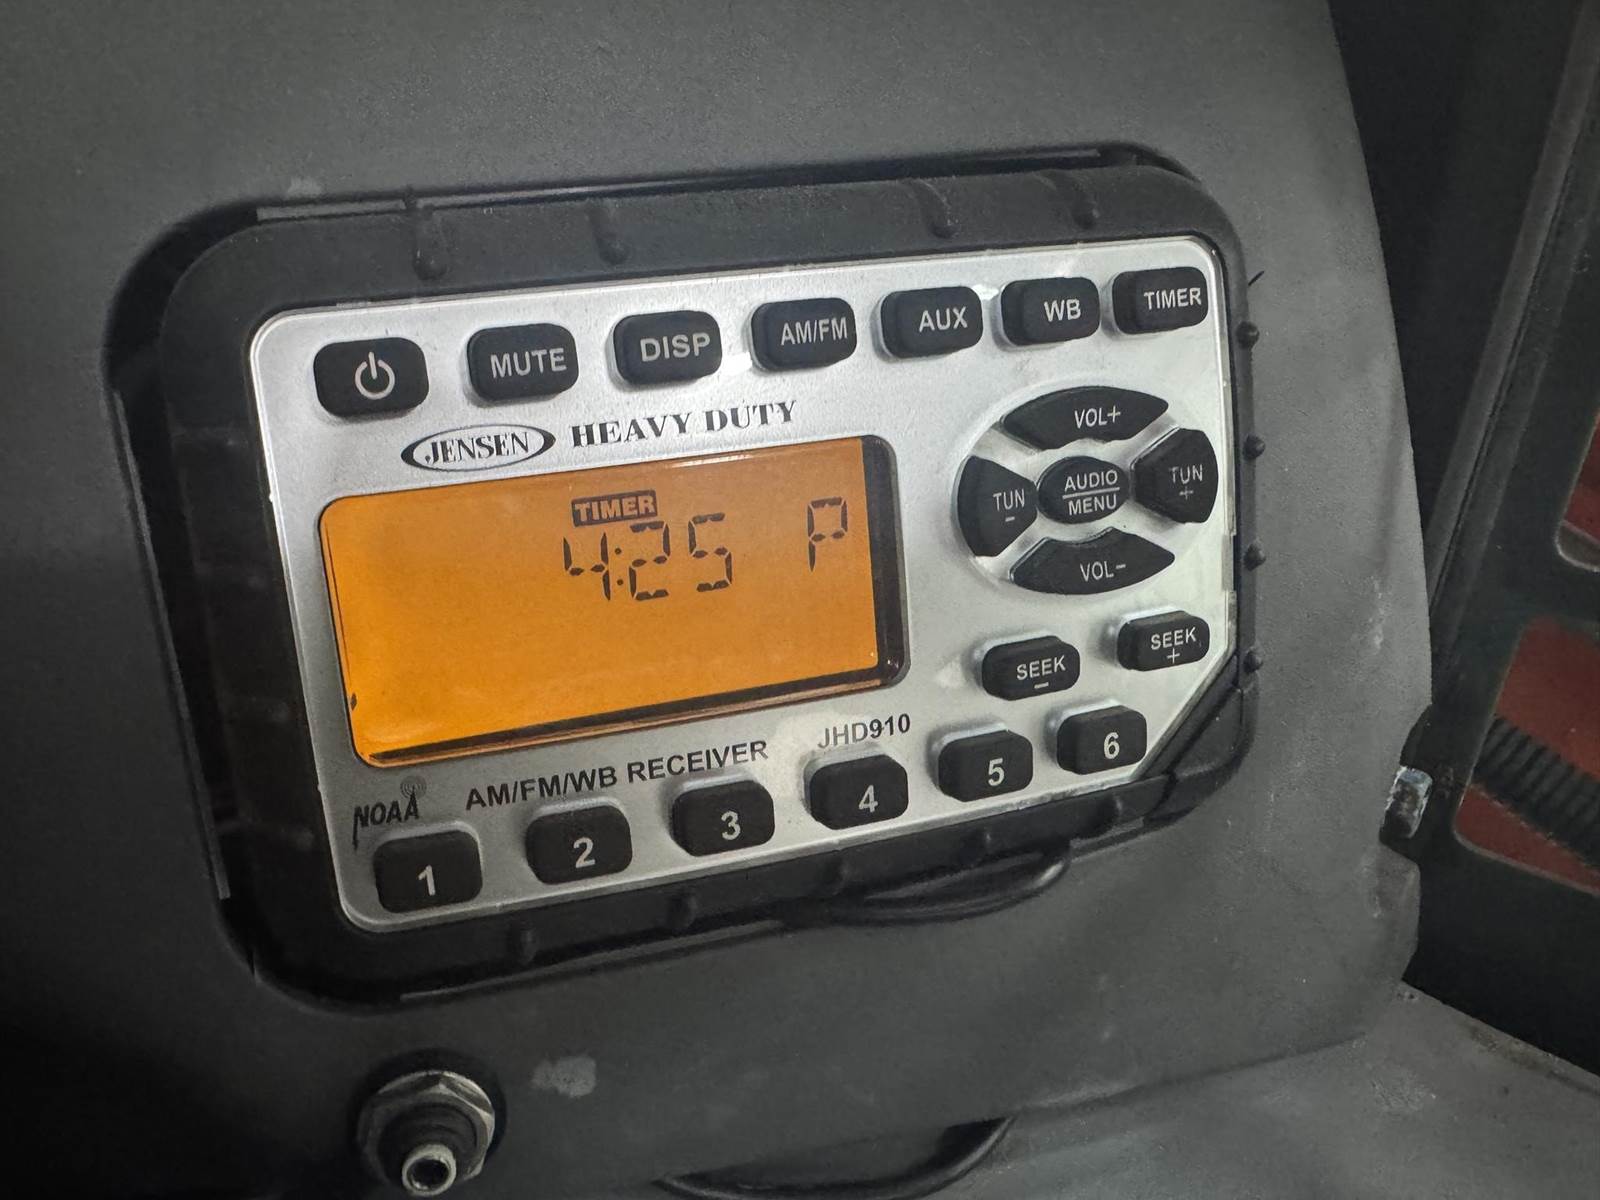 MUTE DISP AM/FM AUX WB TIMER
JENSEN HEAVY DUTY
TIMER
4:25 P
VOL+
TUN - AUDIO MENU TUN +
VOL-
SEEK - SEEK +
NOAA AM/FM/WB RECEIVER JHD910
1 2 3 4 5 6